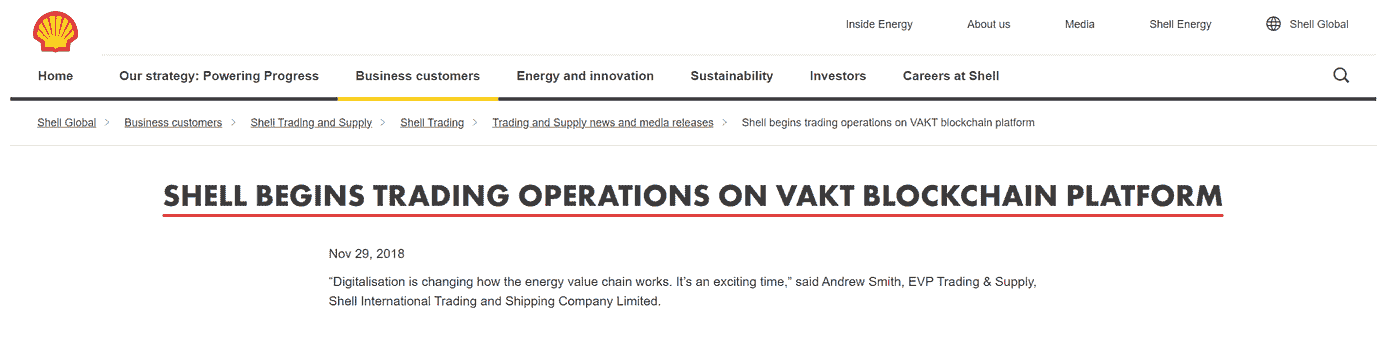 Inside Energy About us Media Shell Energy Shell Global
Home Our strategy: Powering Progress Business customers Energy and innovation Sustainability Investors Careers at Shell
Shell Global > Business customers > Shell Trading and Supply > Shell Trading > Trading and Supply news and media releases > Shell begins trading operations on VAKT blockchain platform
SHELL BEGINS TRADING OPERATIONS ON VAKT BLOCKCHAIN PLATFORM
Nov 29, 2018
“Digitalisation is changing how the energy value chain works. It’s an exciting time,” said Andrew Smith, EVP Trading & Supply,
Shell International Trading and Shipping Company Limited.